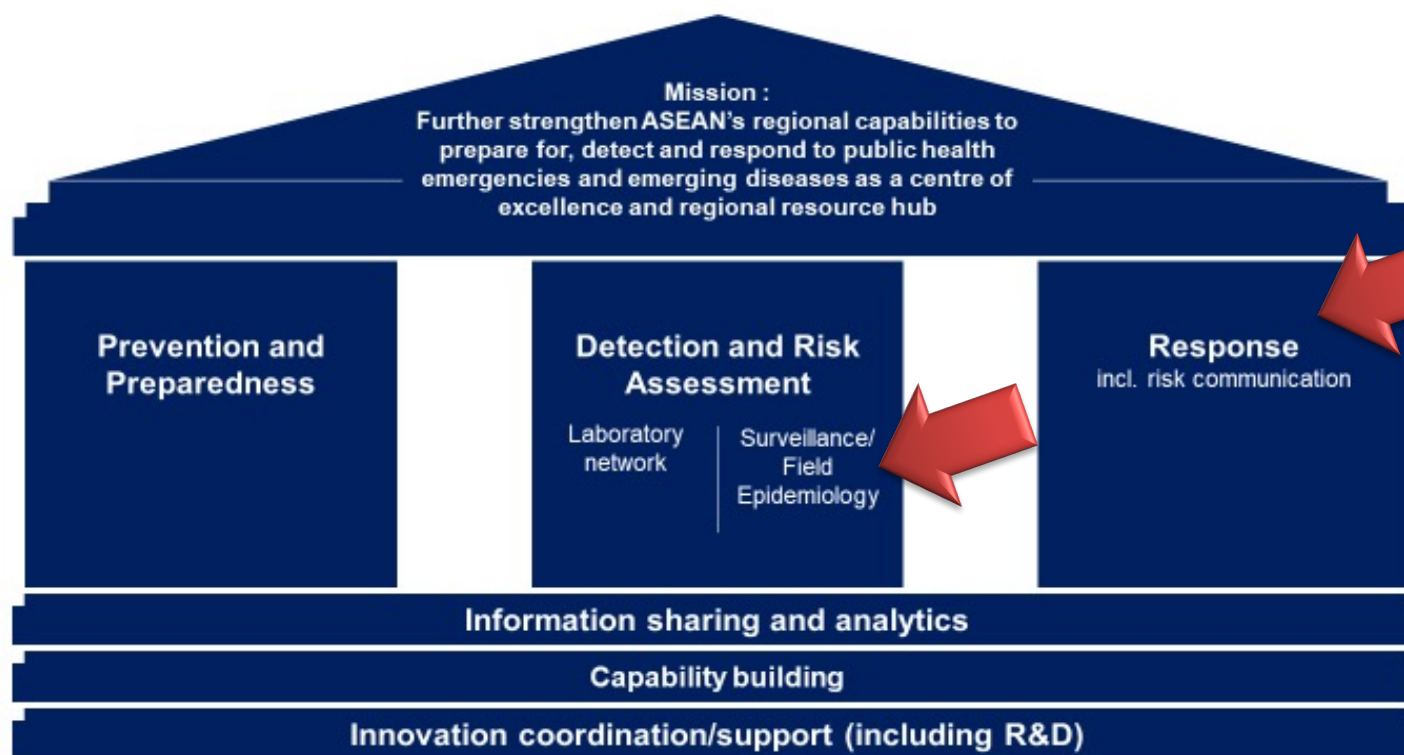 Mission :
Further strengthen ASEAN's regional capabilities to
prepare for, detect and respond to public health
emergencies and emerging diseases as a centre of
excellence and regional resource hub
Prevention and
Preparedness
Detection and Risk
Assessment
Laboratory
network
Surveillance/
Field
Epidemiology
Response
incl. risk communication
Information sharing and analytics
Capability building
Innovation coordination/support (including R&D)